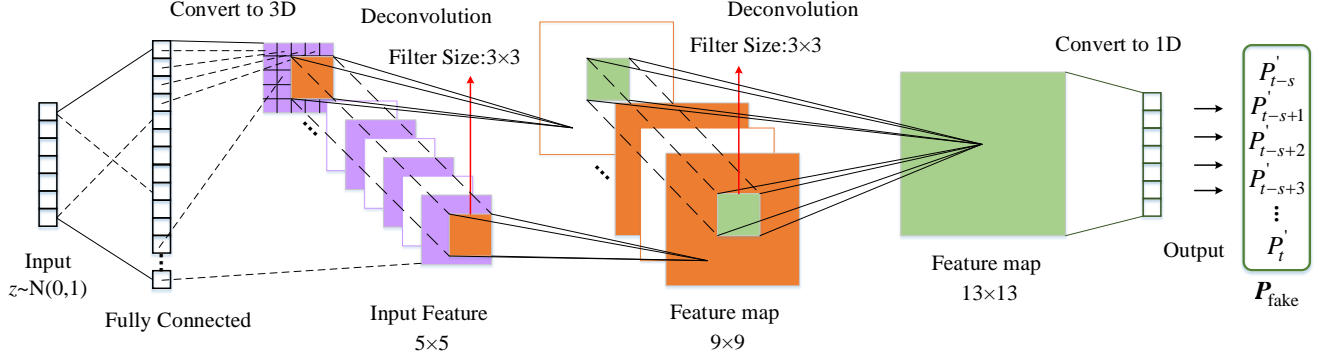 Convert to 3D
Deconvolution
Filter Size:3×3
Deconvolution
Filter Size:3×3
Convert to 1D
Input
z~N(0,1)
Fully Connected
Input Feature
5×5
Feature map
9×9
Feature map
13×13
Output
P'_{t-s}
P'_{t-s+1}
P'_{t-s+2}
P'_{t-s+3}
⋮
P'_t
P_fake